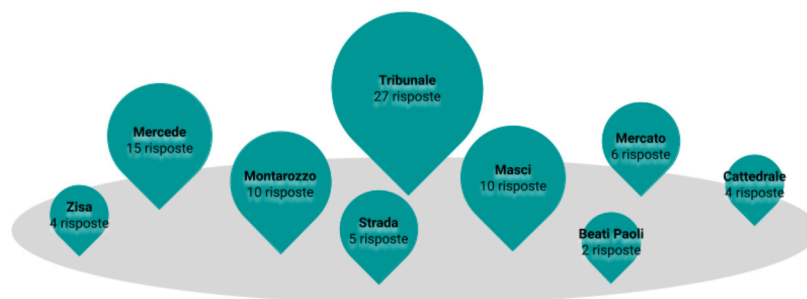 Tribunale
27 risposte
Mercede
15 risposte
Mercato
6 risposte
Montarozzo
10 risposte
Masci
10 risposte
Cattedrale
4 risposte
Zisa
4 risposte
Strada
5 risposte
Beati Paoli
2 risposte